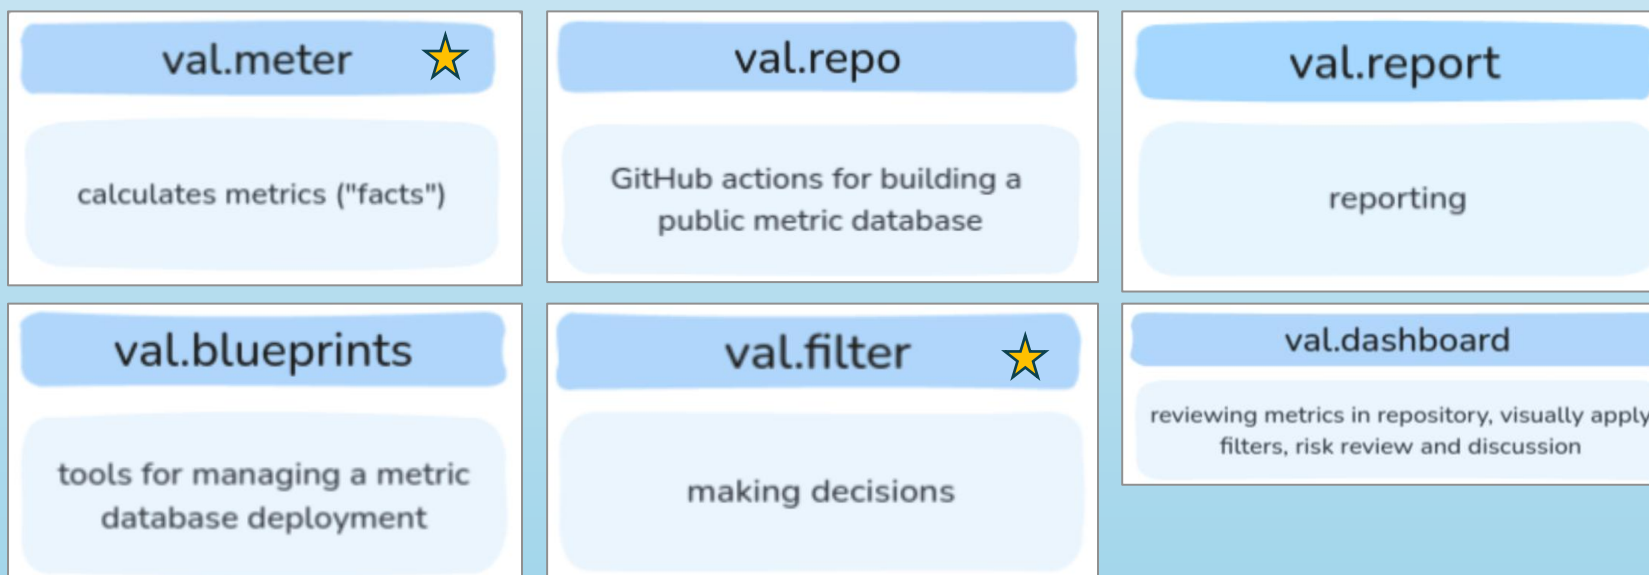 val.meter
calculates metrics ("facts")
val.repo
GitHub actions for building a
public metric database
val.report
reporting
val.blueprints
tools for managing a metric
database deployment
val.filter
making decisions
val.dashboard
reviewing metrics in repository, visually apply
filters, risk review and discussion